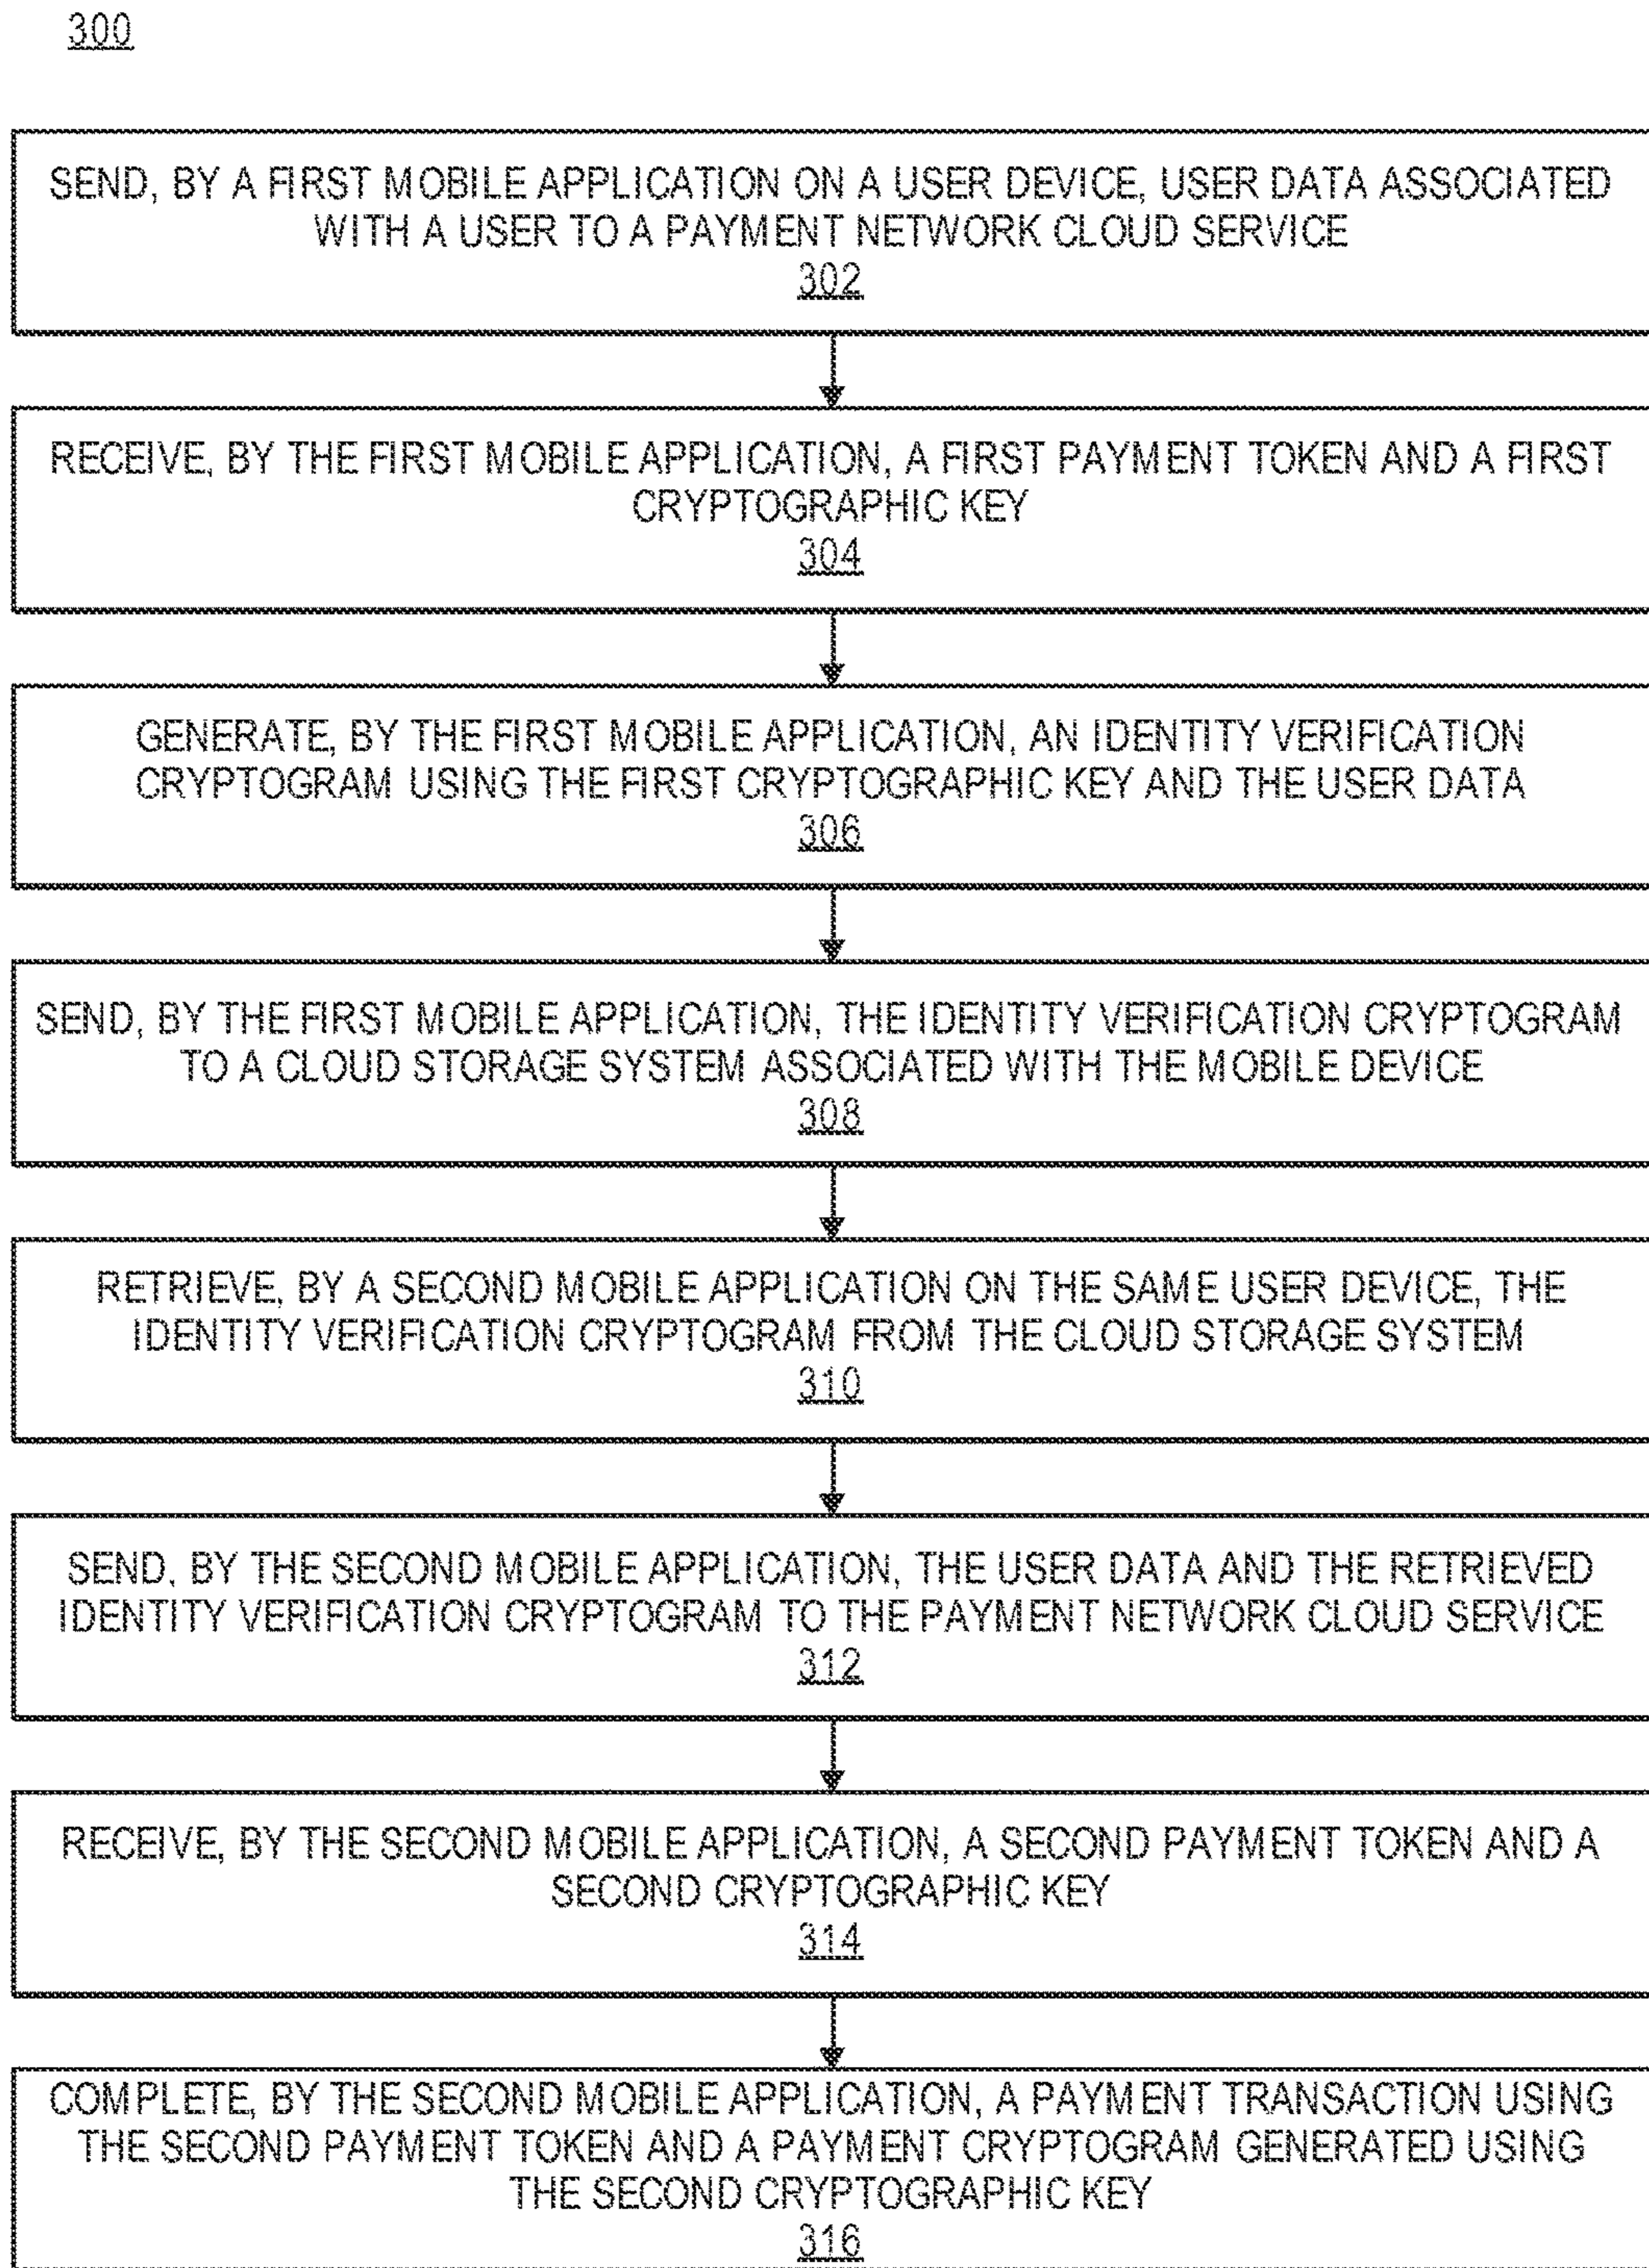 300
SEND, BY A FIRST MOBILE APPLICATION ON A USER DEVICE, USER DATA ASSOCIATED
WITH A USER TO A PAYMENT NETWORK CLOUD SERVICE
302
RECEIVE, BY THE FIRST MOBILE APPLICATION, A FIRST PAYMENT TOKEN AND A FIRST
CRYPTOGRAPHIC KEY
304
GENERATE, BY THE FIRST MOBILE APPLICATION, AN IDENTITY VERIFICATION
CRYPTOGRAM USING THE FIRST CRYPTOGRAPHIC KEY AND THE USER DATA
306
SEND, BY THE FIRST MOBILE APPLICATION, THE IDENTITY VERIFICATION CRYPTOGRAM
TO A CLOUD STORAGE SYSTEM ASSOCIATED WITH THE MOBILE DEVICE
308
RETRIEVE, BY A SECOND MOBILE APPLICATION ON THE SAME USER DEVICE, THE
IDENTITY VERIFICATION CRYPTOGRAM FROM THE CLOUD STORAGE SYSTEM
310
SEND, BY THE SECOND MOBILE APPLICATION, THE USER DATA AND THE RETRIEVED
IDENTITY VERIFICATION CRYPTOGRAM TO THE PAYMENT NETWORK CLOUD SERVICE
312
RECEIVE, BY THE SECOND MOBILE APPLICATION, A SECOND PAYMENT TOKEN AND A
SECOND CRYPTOGRAPHIC KEY
314
COMPLETE, BY THE SECOND MOBILE APPLICATION, A PAYMENT TRANSACTION USING
THE SECOND PAYMENT TOKEN AND A PAYMENT CRYPTOGRAM GENERATED USING
THE SECOND CRYPTOGRAPHIC KEY
316